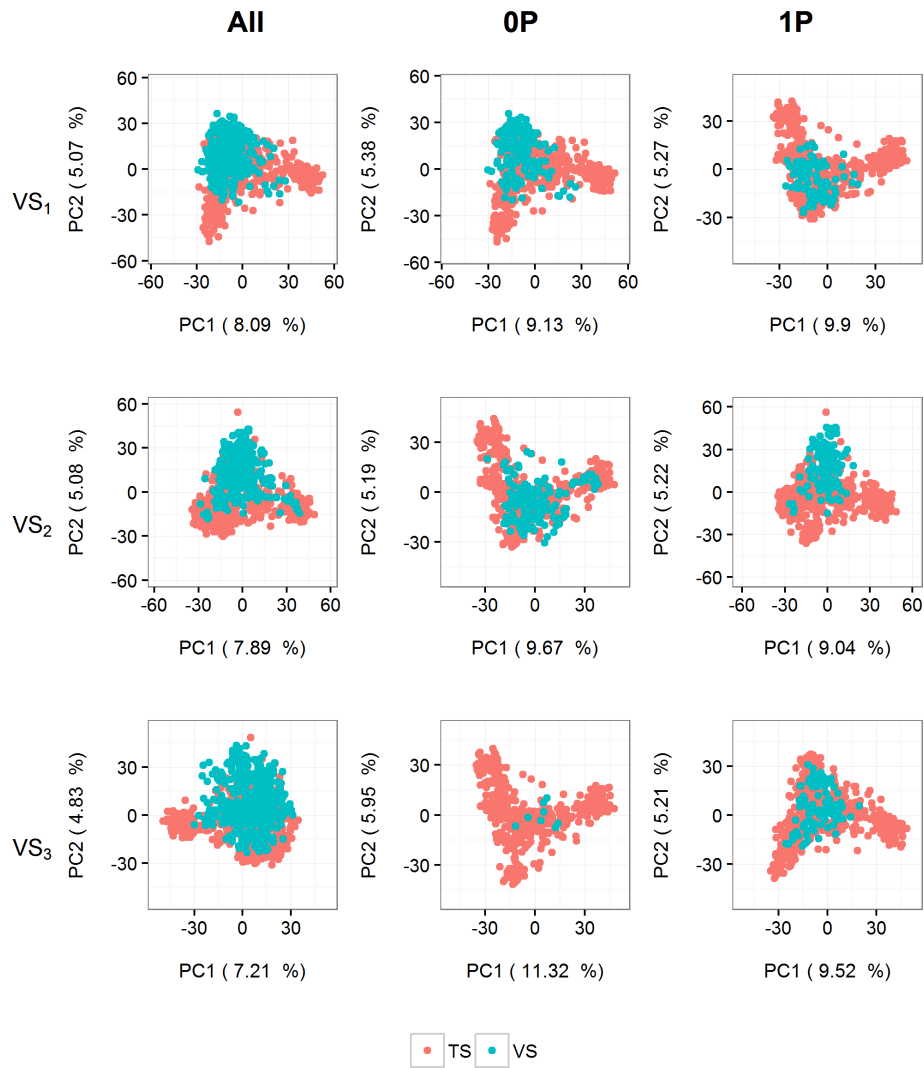 All 0P 1P
VS1
PC2 ( 5.07 %)
60
30
0
-30
-60
-60 -30 0 30 60
PC1 ( 8.09 %)
PC2 ( 5.38 %)
60
30
0
-30
-60
-60 -30 0 30 60
PC1 ( 9.13 %)
PC2 ( 5.27 %)
30
0
-30
-30 0 30
PC1 ( 9.9 %)
VS2
PC2 ( 5.08 %)
60
30
0
-30
-60
-60 -30 0 30 60
PC1 ( 7.89 %)
PC2 ( 5.19 %)
30
0
-30
-30 0 30
PC1 ( 9.67 %)
PC2 ( 5.22 %)
60
30
0
-30
-60
-60 -30 0 30 60
PC1 ( 9.04 %)
VS3
PC2 ( 4.83 %)
30
0
-30
-30 0 30
PC1 ( 7.21 %)
PC2 ( 5.95 %)
30
0
-30
-30 0 30
PC1 ( 11.32 %)
PC2 ( 5.21 %)
30
0
-30
-30 0 30
PC1 ( 9.52 %)
TS VS